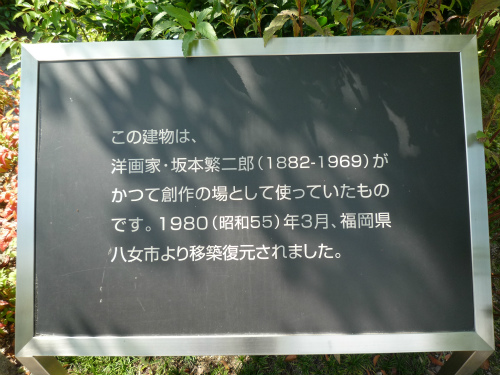 この建物は、
洋画家・坂本繁二郎（1882-1969）が
かつて創作の場として使っていたもの
です。1980（昭和55）年3月、福岡県
八女市より移築復元されました。